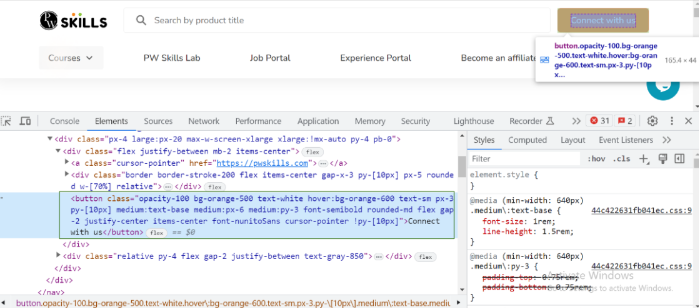 PW SKILLS
Search by product title
Connect with us
Courses
PW Skills Lab
Job Portal
Experience Portal
Become an affiliate
button.opacity-100.bg-orange
-500.text-white.hover:bg-oran
ge-600.text-sm.px-3.py-[10p
x...
165.4 × 44
Console
Elements
Sources
Network
Performance
Memory
Application
Security
Lighthouse
Recorder
31
2
<div class="px-4 large:px-20 max-w-screen-xlarge xlarge:!mx-auto py-4 pb-0">
<div class="flex justify-between mb-2 items-center"> flex
<a class="cursor-pointer" href="https://pwskills.com"> ⋯ </a>
<div class="border border-stroke-200 flex items-center gap-x-3 py-[10px] px-5 rounde
d w-[70%] relative"> ⋯ </div> flex
<button class="opacity-100 bg-orange-500 text-white hover:bg-orange-600 text-sm px-3
py-[10px] medium:text-base medium:px-6 medium:py-3 font-semibold rounded-md flex gap
-2 justify-center items-center font-nunitoSans cursor-pointer !py-[10px]">Connect
with us</button> flex == $0
</div>
<div class="relative py-4 flex gap-2 justify-between text-gray-850"> ⋯ </div> flex
</div>
</nav>
button.opacity-100.bg-orange-500.text-white.hover\:bg-orange-600.text-sm.px-3.py-\[10px\].medium\:text-base.mediu
Styles
Computed
Layout
Event Listeners
Filter
:hov .cls
element.style {
}
@media (min-width: 640px)
.medium\:text-base { 44c422631fb041ec.css:9
font-size: 1rem;
line-height: 1.5rem;
}
@media (min-width: 640px)
.medium\:py-3 { 44c422631fb041ec.css:9
padding-top: 0.75rem;
padding-bottom: 0.75rem;
}
Activate Windows
Go to Settings to activate Windows.